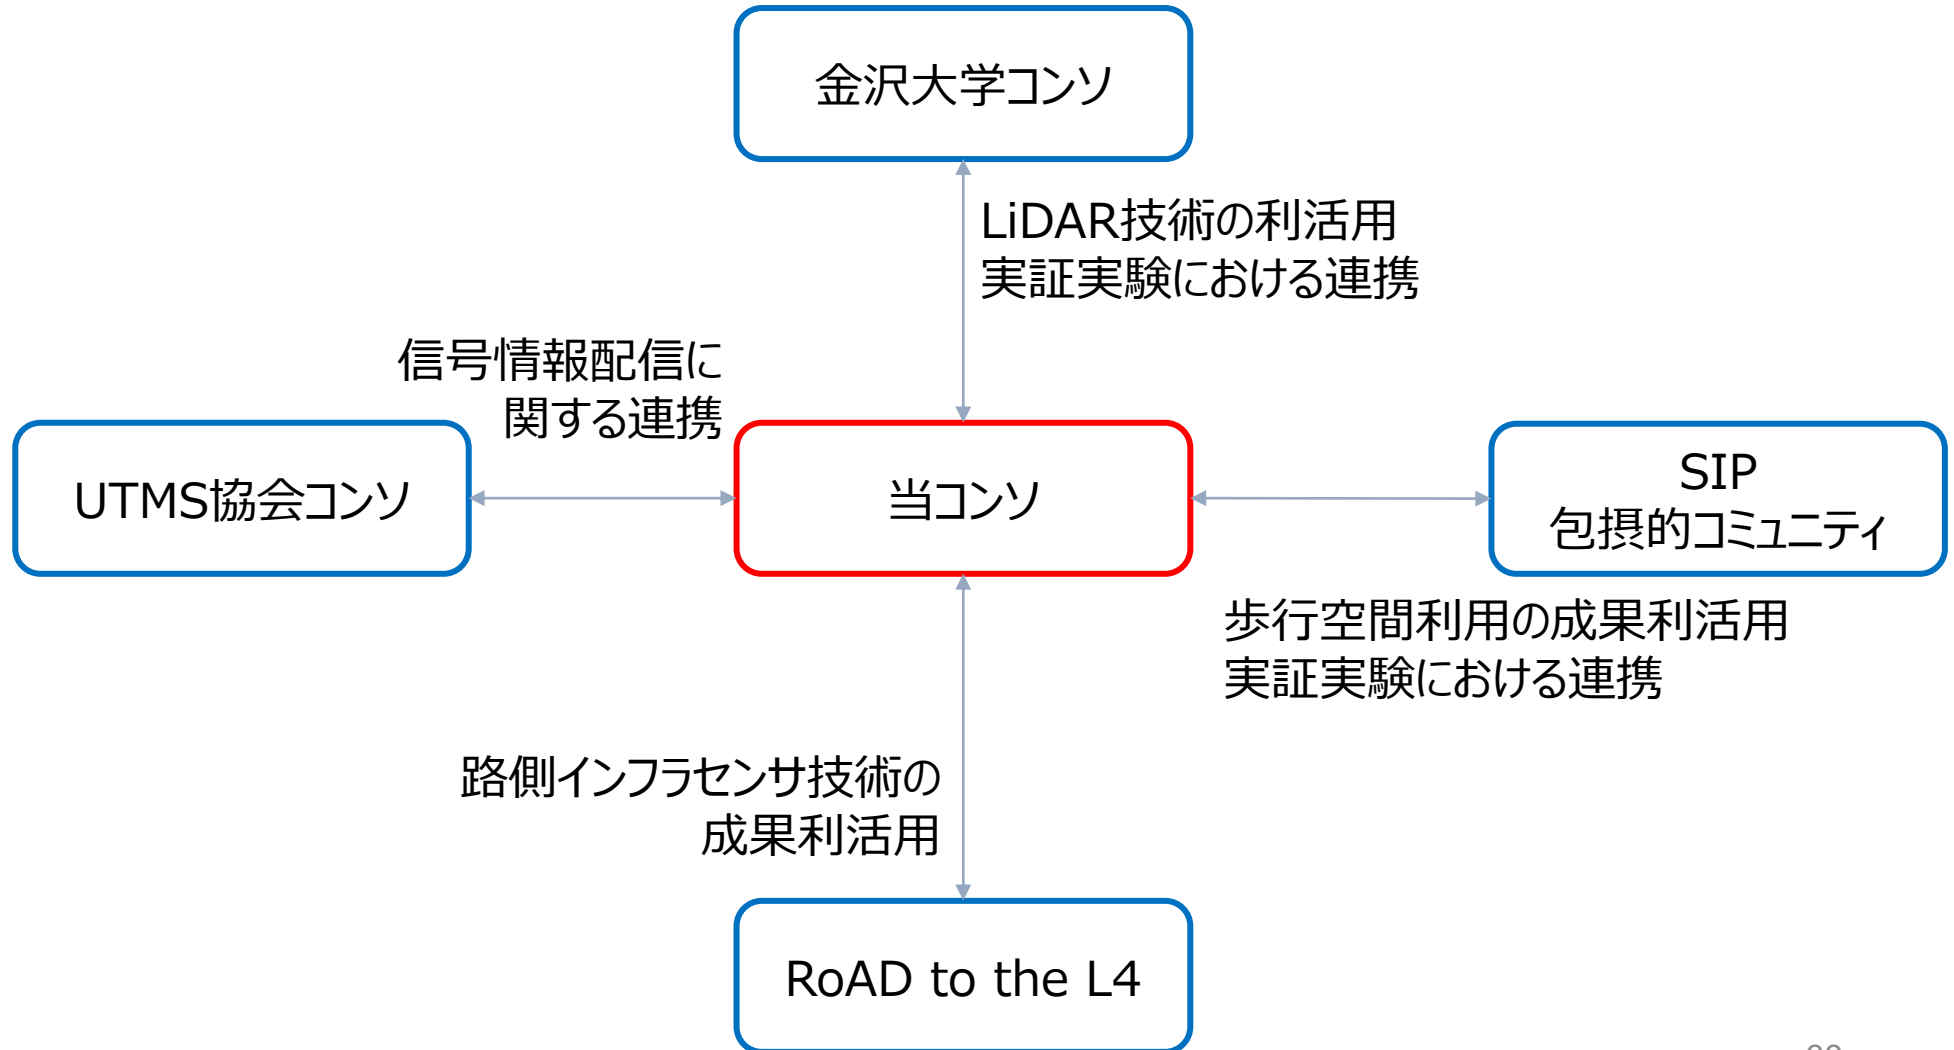 金沢大学コンソ
LiDAR技術の利活用
実証実験における連携
信号情報配信に
関する連携
UTMS協会コンソ
当コンソ
SIP
包摂的コミュニティ
歩行空間利用の成果利活用
実証実験における連携
路側インフラセンサ技術の
成果利活用
RoAD to the L4